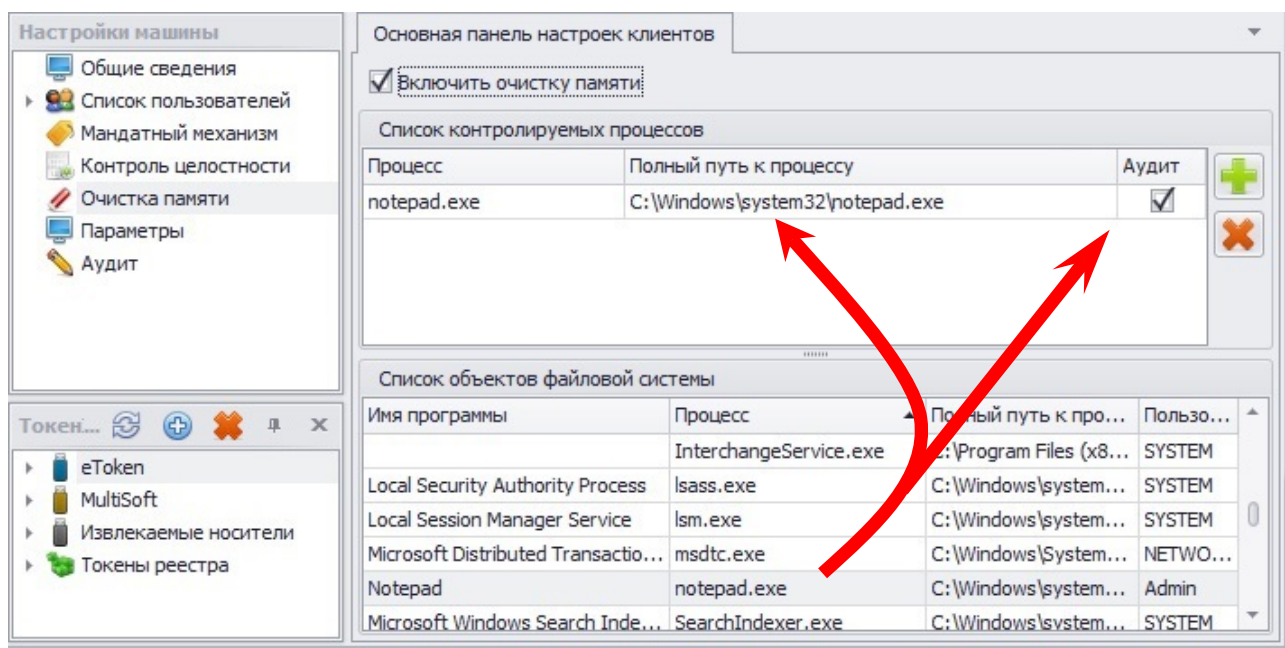 Настройки машины
Общие сведения
Список пользователей
Мандатный механизм
Контроль целостности
Очистка памяти
Параметры
Аудит
Токен...
eToken
MultiSoft
Извлекаемые носители
Токены реестра
Основная панель настроек клиентов
Включить очистку памяти
Список контролируемых процессов
Процесс Полный путь к процессу Аудит
notepad.exe C:\Windows\system32\notepad.exe
Список объектов файловой системы
Имя программы Процесс Полный путь к про... Пользо...
InterchangeService.exe C:\Program Files (x8... SYSTEM
Local Security Authority Process lsass.exe C:\Windows\system... SYSTEM
Local Session Manager Service lsm.exe C:\Windows\system... SYSTEM
Microsoft Distributed Transactio... msdtc.exe C:\Windows\System... NETWO...
Notepad notepad.exe C:\Windows\system... Admin
Microsoft Windows Search Inde... SearchIndexer.exe C:\Windows\system... SYSTEM